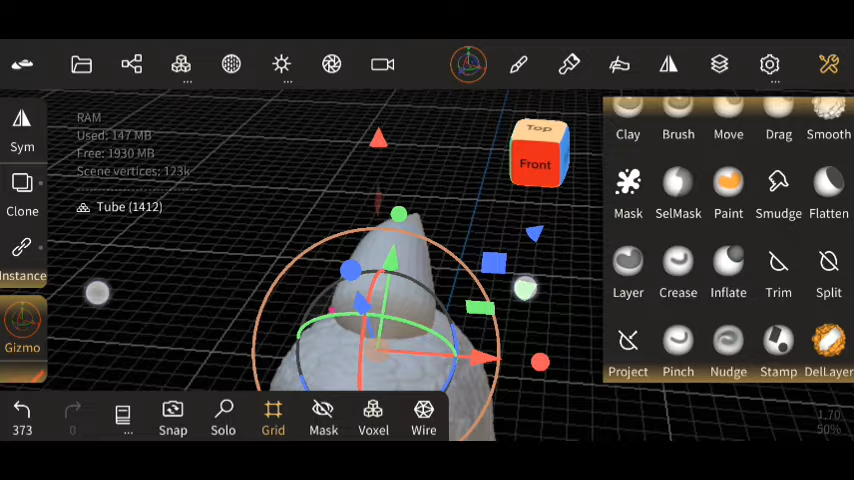 RAM
Used: 147 MB
Free: 1930 MB
Scene vertices: 123k
Tube (1412)
Sym
Clone
Instance
Gizmo
Top
Front
Clay Brush Move Drag Smooth
Mask SelMask Paint Smudge Flatten
Layer Crease Inflate Trim Split
Project Pinch Nudge Stamp DelLayer
373 0 ... Snap Solo Grid Mask Voxel Wire
1.70
50%